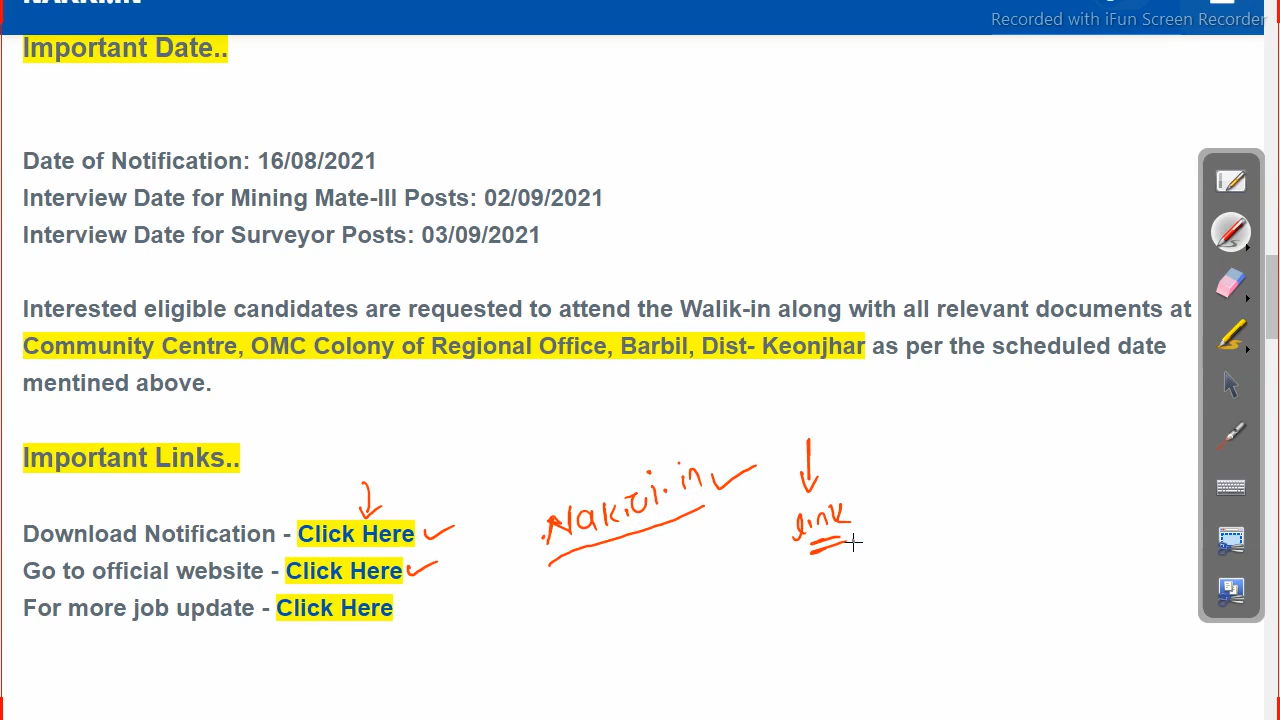 Recorded with iFun Screen Recorder
Important Date..
Date of Notification: 16/08/2021
Interview Date for Mining Mate-III Posts: 02/09/2021
Interview Date for Surveyor Posts: 03/09/2021
Interested eligible candidates are requested to attend the Walik-in along with all relevant documents at
Community Centre, OMC Colony of Regional Office, Barbil, Dist- Keonjhar as per the scheduled date
mentined above.
Important Links..
Download Notification - Click Here
Go to official website - Click Here
For more job update - Click Here
link